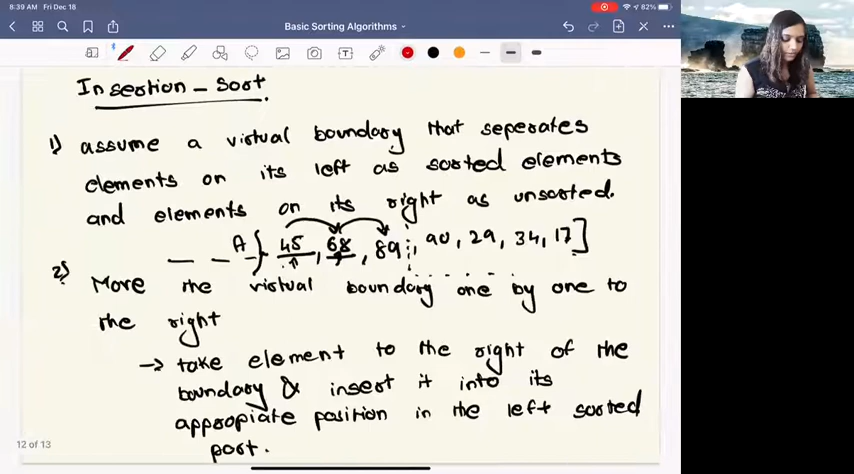 8:39 AM Fri Dec 18
82%
Basic Sorting Algorithms
Insertion - Sort.
1) assume a virtual boundary that seperates
elements on its left as sorted elements
and elements on its right as unsorted.
A} 45, 68, 89, 90, 29, 34, 17]
2) Move the virtual boundary one by one to
the right
→ take element to the right of the
boundary & insert it into its
appropiate position in the left sorted
part.
12 of 13